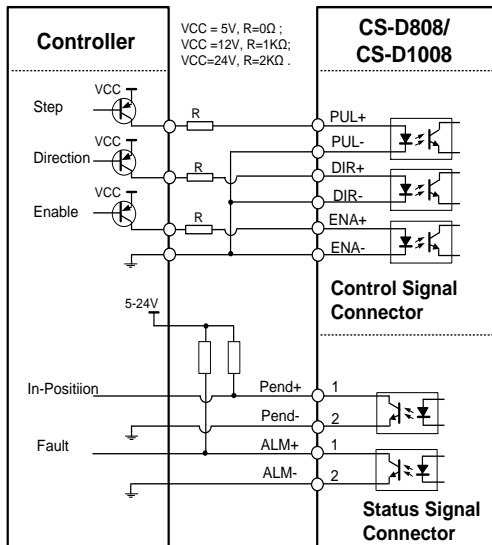 Controller
VCC = 5V, R=0Ω ;
VCC =12V, R=1KΩ;
VCC=24V, R=2KΩ .
CS-D808/
CS-D1008
VCC
Step
R
PUL+
VCC
PUL-
Direction
R
DIR+
VCC
DIR-
Enable
R
ENA+
ENA-
Control Signal
Connector
5-24V
In-Positiion
Pend+
1
Pend-
2
Fault
ALM+
1
ALM-
2
Status Signal
Connector